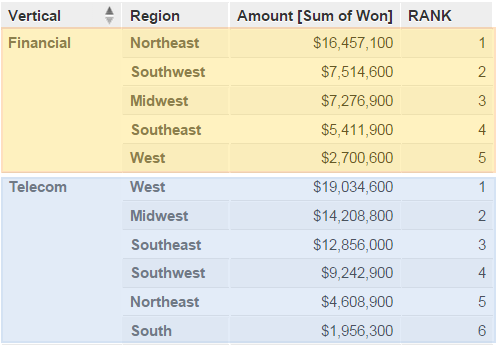 Vertical Region Amount [Sum of Won] RANK
Financial Northeast $16,457,100 1
Southwest $7,514,600 2
Midwest $7,276,900 3
Southeast $5,411,900 4
West $2,700,600 5
Telecom West $19,034,600 1
Midwest $14,208,800 2
Southeast $12,856,000 3
Southwest $9,242,900 4
Northeast $4,608,900 5
South $1,956,300 6